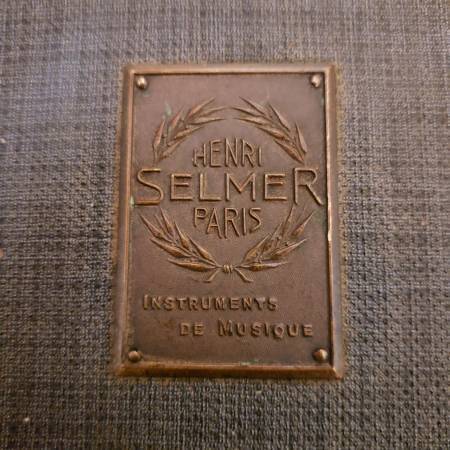 HENRI
SELMER
PARIS
INSTRUMENTS
DE MUSIQUE